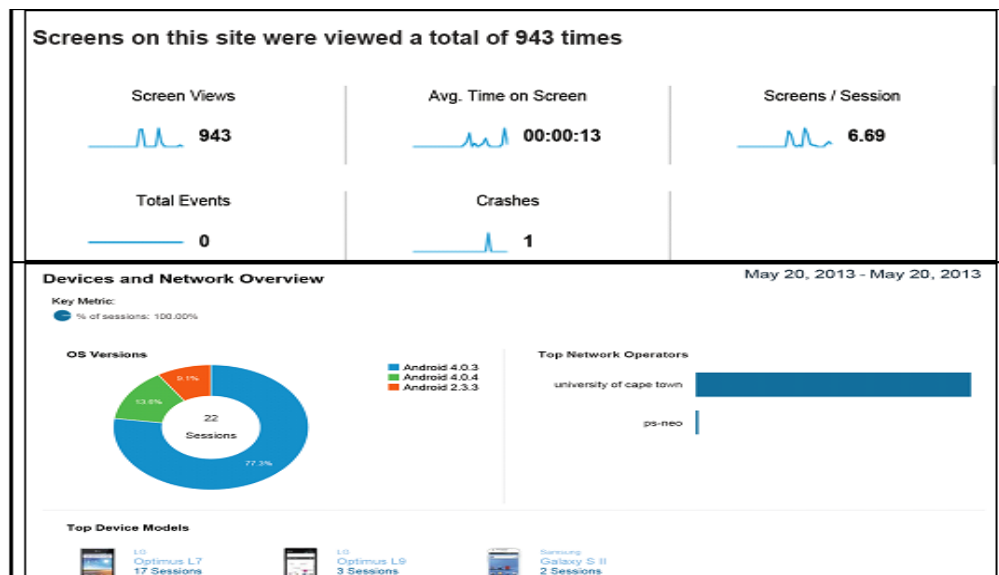 Screens on this site were viewed a total of 943 times
Screen Views
943
Avg. Time on Screen
00:00:13
Screens / Session
6.69
Total Events
0
Crashes
1
Devices and Network Overview
May 20, 2013 - May 20, 2013
Key Metric:
% of sessions: 100.00%
OS Versions
9.1%
13.6%
22
Sessions
77.3%
Android 4.0.3
Android 4.0.4
Android 2.3.3
Top Network Operators
university of cape town
ps-neo
Top Device Models
LG
Optimus L7
17 Sessions
LG
Optimus L9
3 Sessions
Samsung
Galaxy S II
2 Sessions